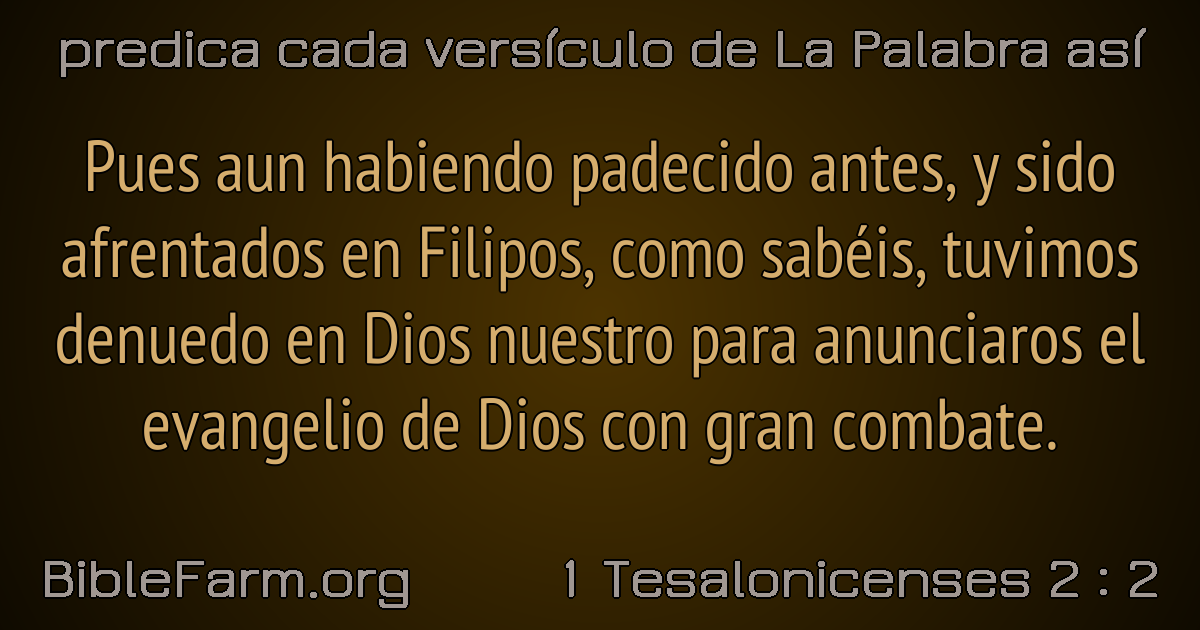 predica cada versículo de La Palabra así
Pues aun habiendo padecido antes, y sido
afrentados en Filipos, como sabéis, tuvimos
denuedo en Dios nuestro para anunciaros el
evangelio de Dios con gran combate.
BibleFarm.org
1 Tesalonicenses 2 : 2